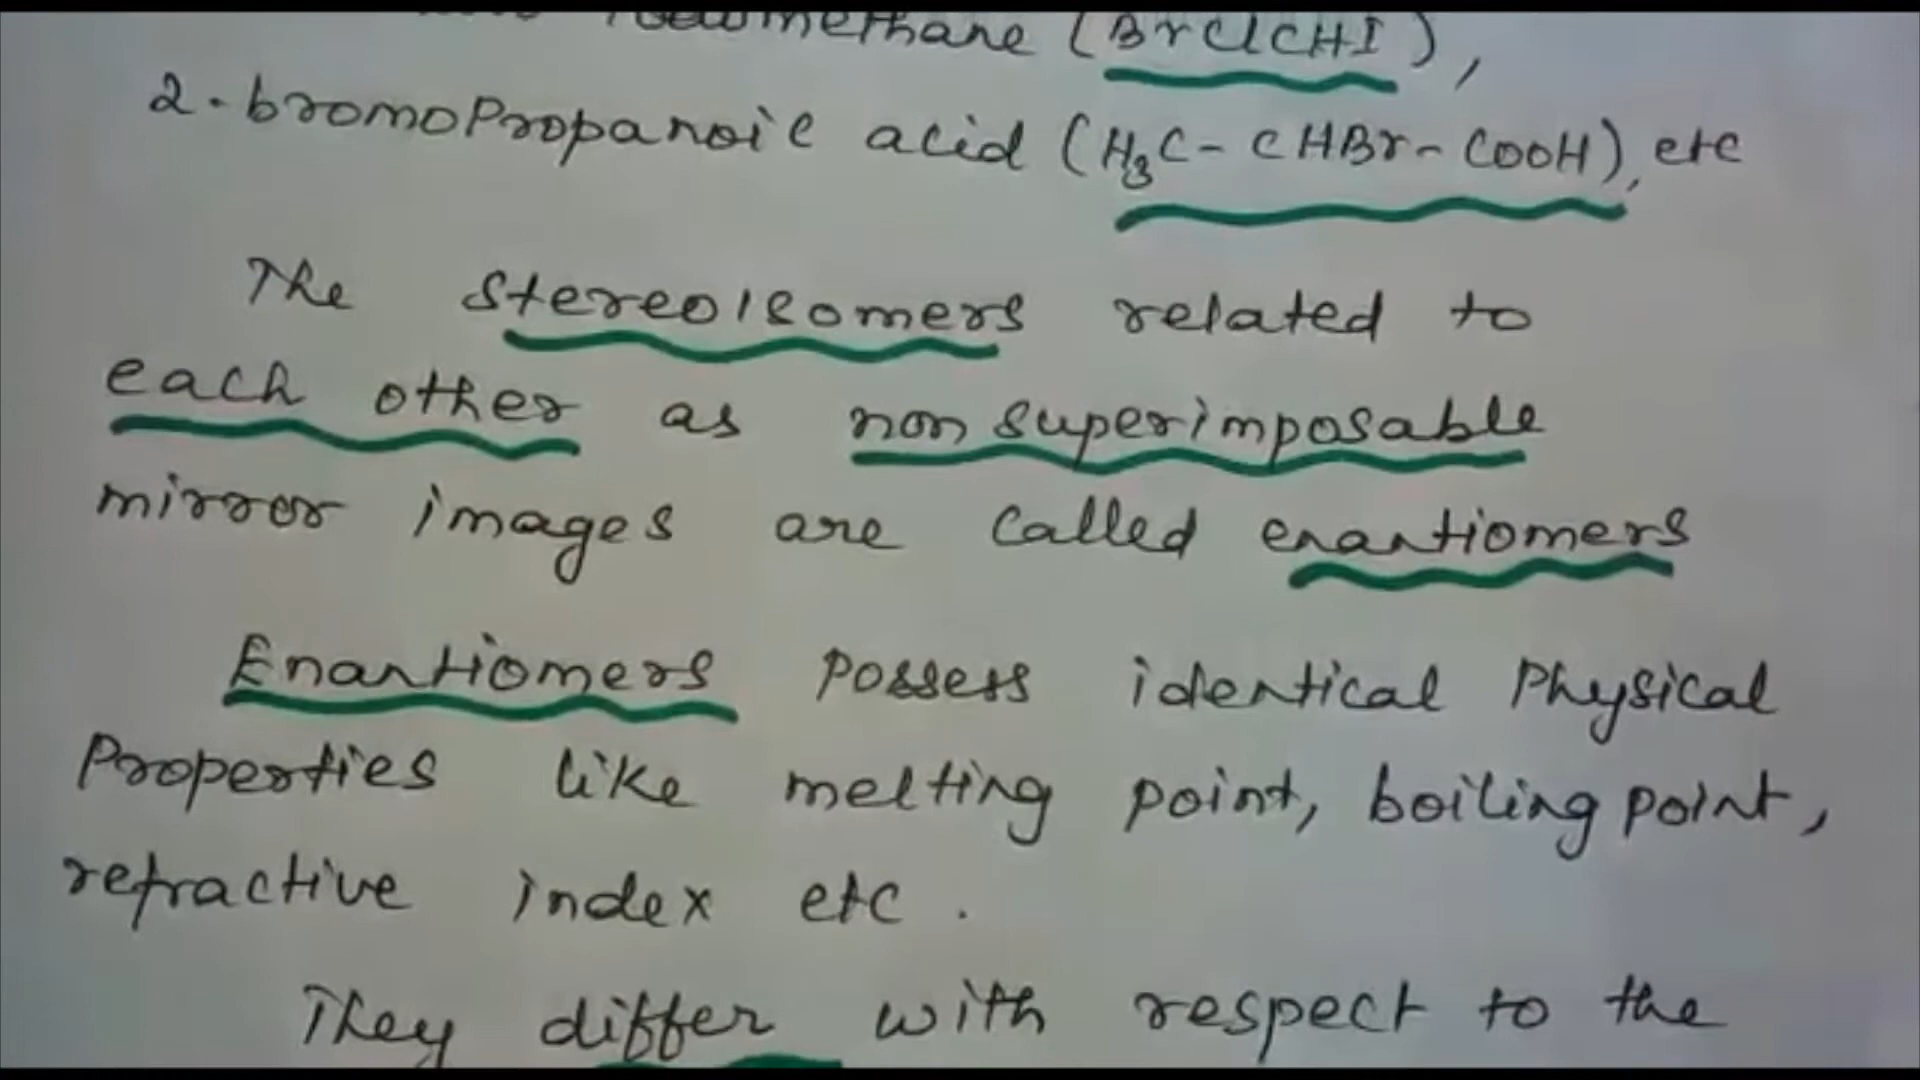 (BrClCHI),
2-bromoPropanoic acid (H₃C-CHBr-COOH), etc
The stereoisomers related to
each other as non superimposable
mirror images are called enantiomers
Enantiomers possess identical Physical
Properties like melting point, boiling point,
refractive index etc.
They differ with respect to the